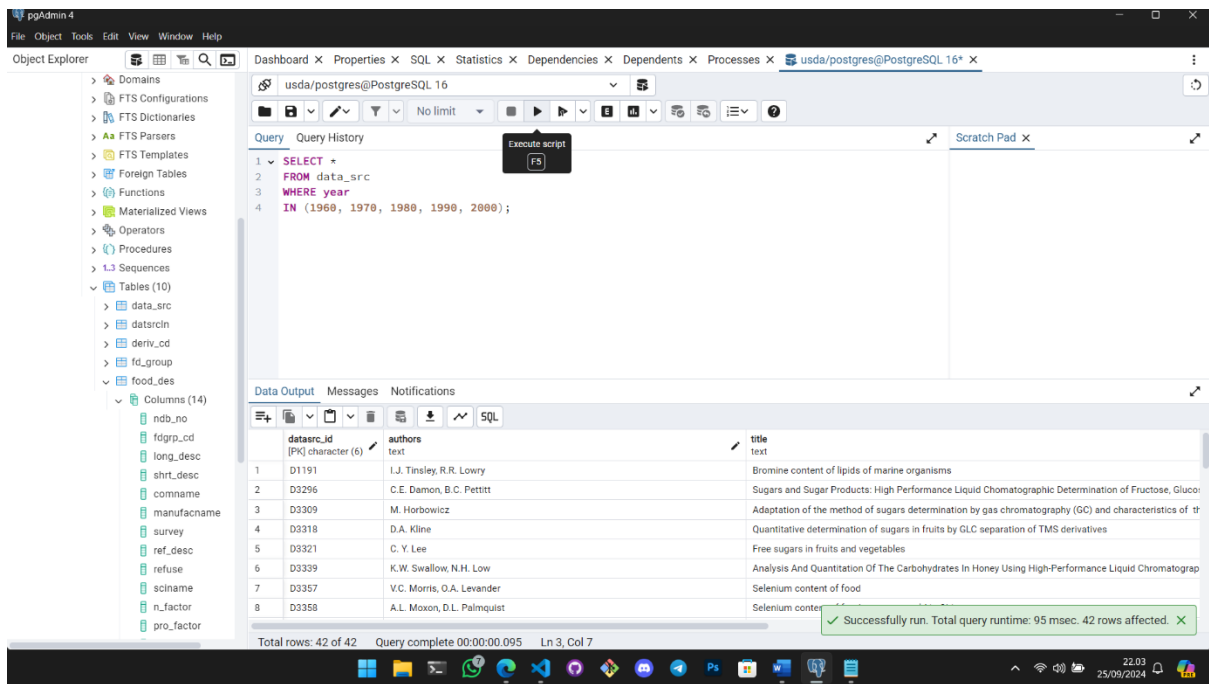 pgAdmin 4
File Object Tools Edit View Window Help
Object Explorer
Dashboard X Properties X SQL X Statistics X Dependencies X Dependents X Processes X usda/postgres@PostgreSQL 16* X
Domains
FTS Configurations
FTS Dictionaries
Aa FTS Parsers
FTS Templates
Foreign Tables
Functions
Materialized Views
Operators
Procedures
1..3 Sequences
Tables (10)
data_src
datsrcln
deriv_cd
fd_group
food_des
Columns (14)
ndb_no
fdgrp_cd
long_desc
shrt_desc
comname
manufacname
survey
ref_desc
refuse
sciname
n_factor
pro_factor
usda/postgres@PostgreSQL 16
No limit
E
Query Query History
Execute script
F5
Scratch Pad X
1 SELECT *
2 FROM data_src
3 WHERE year
4 IN (1960, 1970, 1980, 1990, 2000);
Data Output Messages Notifications
SQL
datasrc_id authors title
[PK] character (6) text text
1 D1191 I.J. Tinsley, R.R. Lowry Bromine content of lipids of marine organisms
2 D3296 C.E. Damon, B.C. Pettitt Sugars and Sugar Products: High Performance Liquid Chomatographic Determination of Fructose, Gluco
3 D3309 M. Horbowicz Adaptation of the method of sugars determination by gas chromatography (GC) and characteristics of th
4 D3318 D.A. Kline Quantitative determination of sugars in fruits by GLC separation of TMS derivatives
5 D3321 C. Y. Lee Free sugars in fruits and vegetables
6 D3339 K.W. Swallow, N.H. Low Analysis And Quantitation Of The Carbohydrates In Honey Using High-Performance Liquid Chromatograp
7 D3357 V.C. Morris, O.A. Levander Selenium content of food
8 D3358 A.L. Moxon, D.L. Palmquist Selenium conte
Successfully run. Total query runtime: 95 msec. 42 rows affected. X
Total rows: 42 of 42 Query complete 00:00:00.095 Ln 3, Col 7
7
Ps
W
22.03
25/09/2024
PRE